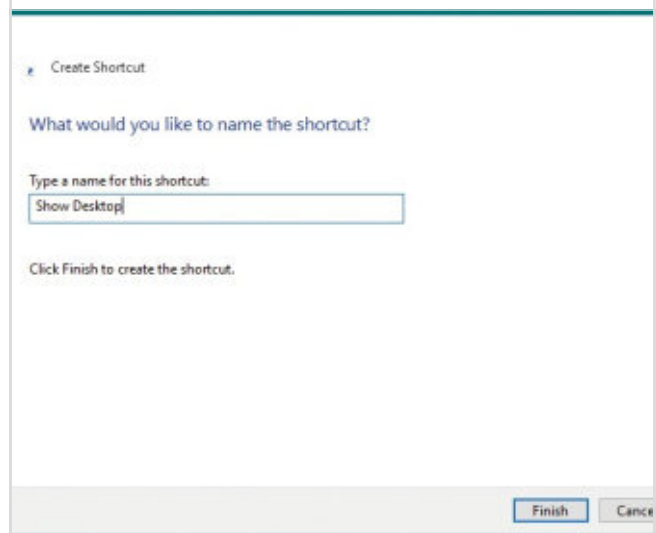 Create Shortcut
What would you like to name the shortcut?
Type a name for this shortcut:
Show Desktop
Click Finish to create the shortcut.
Finish Cance